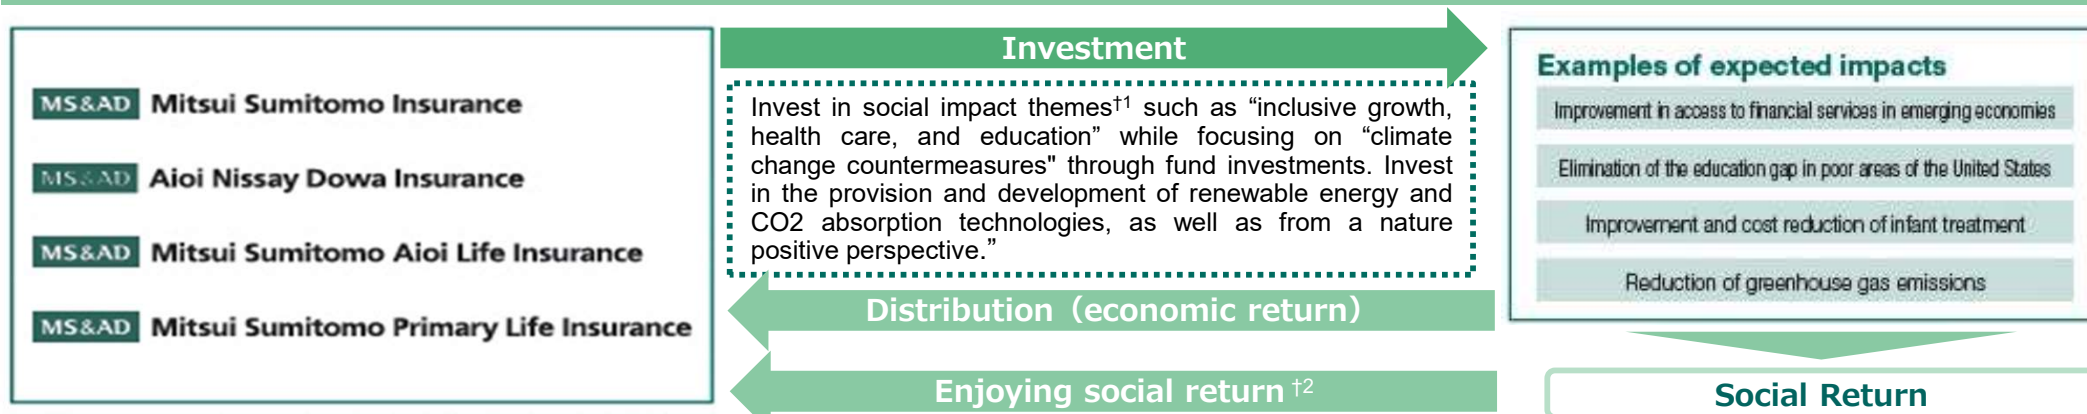 MS&AD Mitsui Sumitomo Insurance
MS&AD Aioi Nissay Dowa Insurance
MS&AD Mitsui Sumitomo Aioi Life Insurance
MS&AD Mitsui Sumitomo Primary Life Insurance
Investment
Invest in social impact themes†1 such as “inclusive growth,
health care, and education” while focusing on “climate
change countermeasures" through fund investments. Invest
in the provision and development of renewable energy and
CO2 absorption technologies, as well as from a nature
positive perspective.”
Distribution（economic return）
Enjoying social return †2
Examples of expected impacts
Improvement in access to financial services in emerging economies
Elimination of the education gap in poor areas of the United States
Improvement and cost reduction of infant treatment
Reduction of greenhouse gas emissions
Social Return